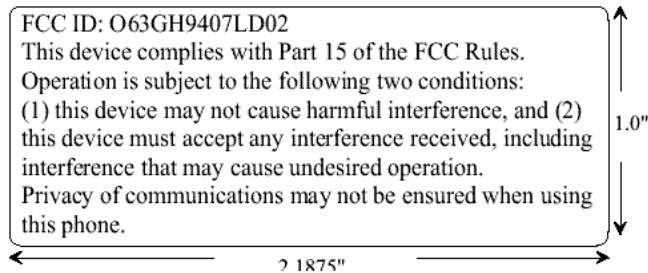 FCC ID: O63GH9407LD02
This device complies with Part 15 of the FCC Rules.
Operation is subject to the following two conditions:
(1) this device may not cause harmful interference, and (2)
this device must accept any interference received, including
interference that may cause undesired operation.
Privacy of communications may not be ensured when using
this phone.
1.0"
2.1875"